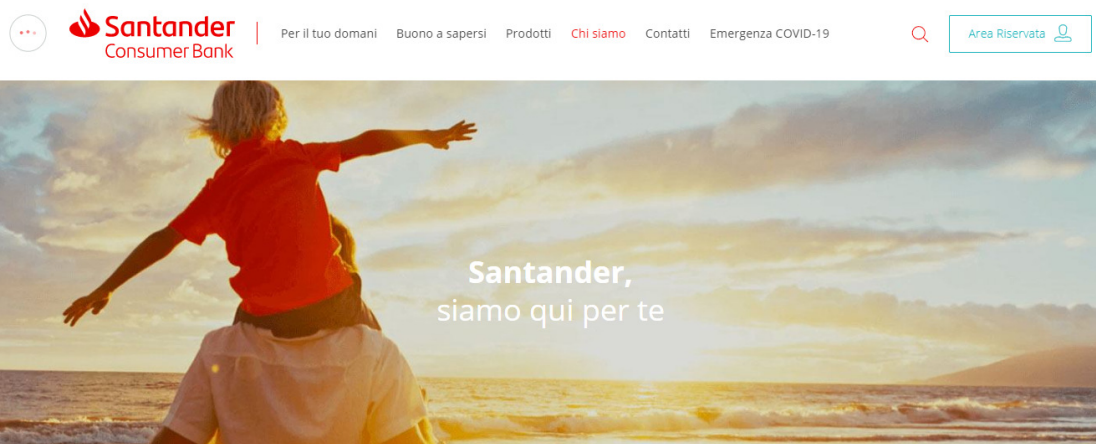 Santander
Consumer Bank
Per il tuo domani
Buono a sapersi
Prodotti
Chi siamo
Contatti
Emergenza COVID-19
Area Riservata
Santander,
siamo qui per te